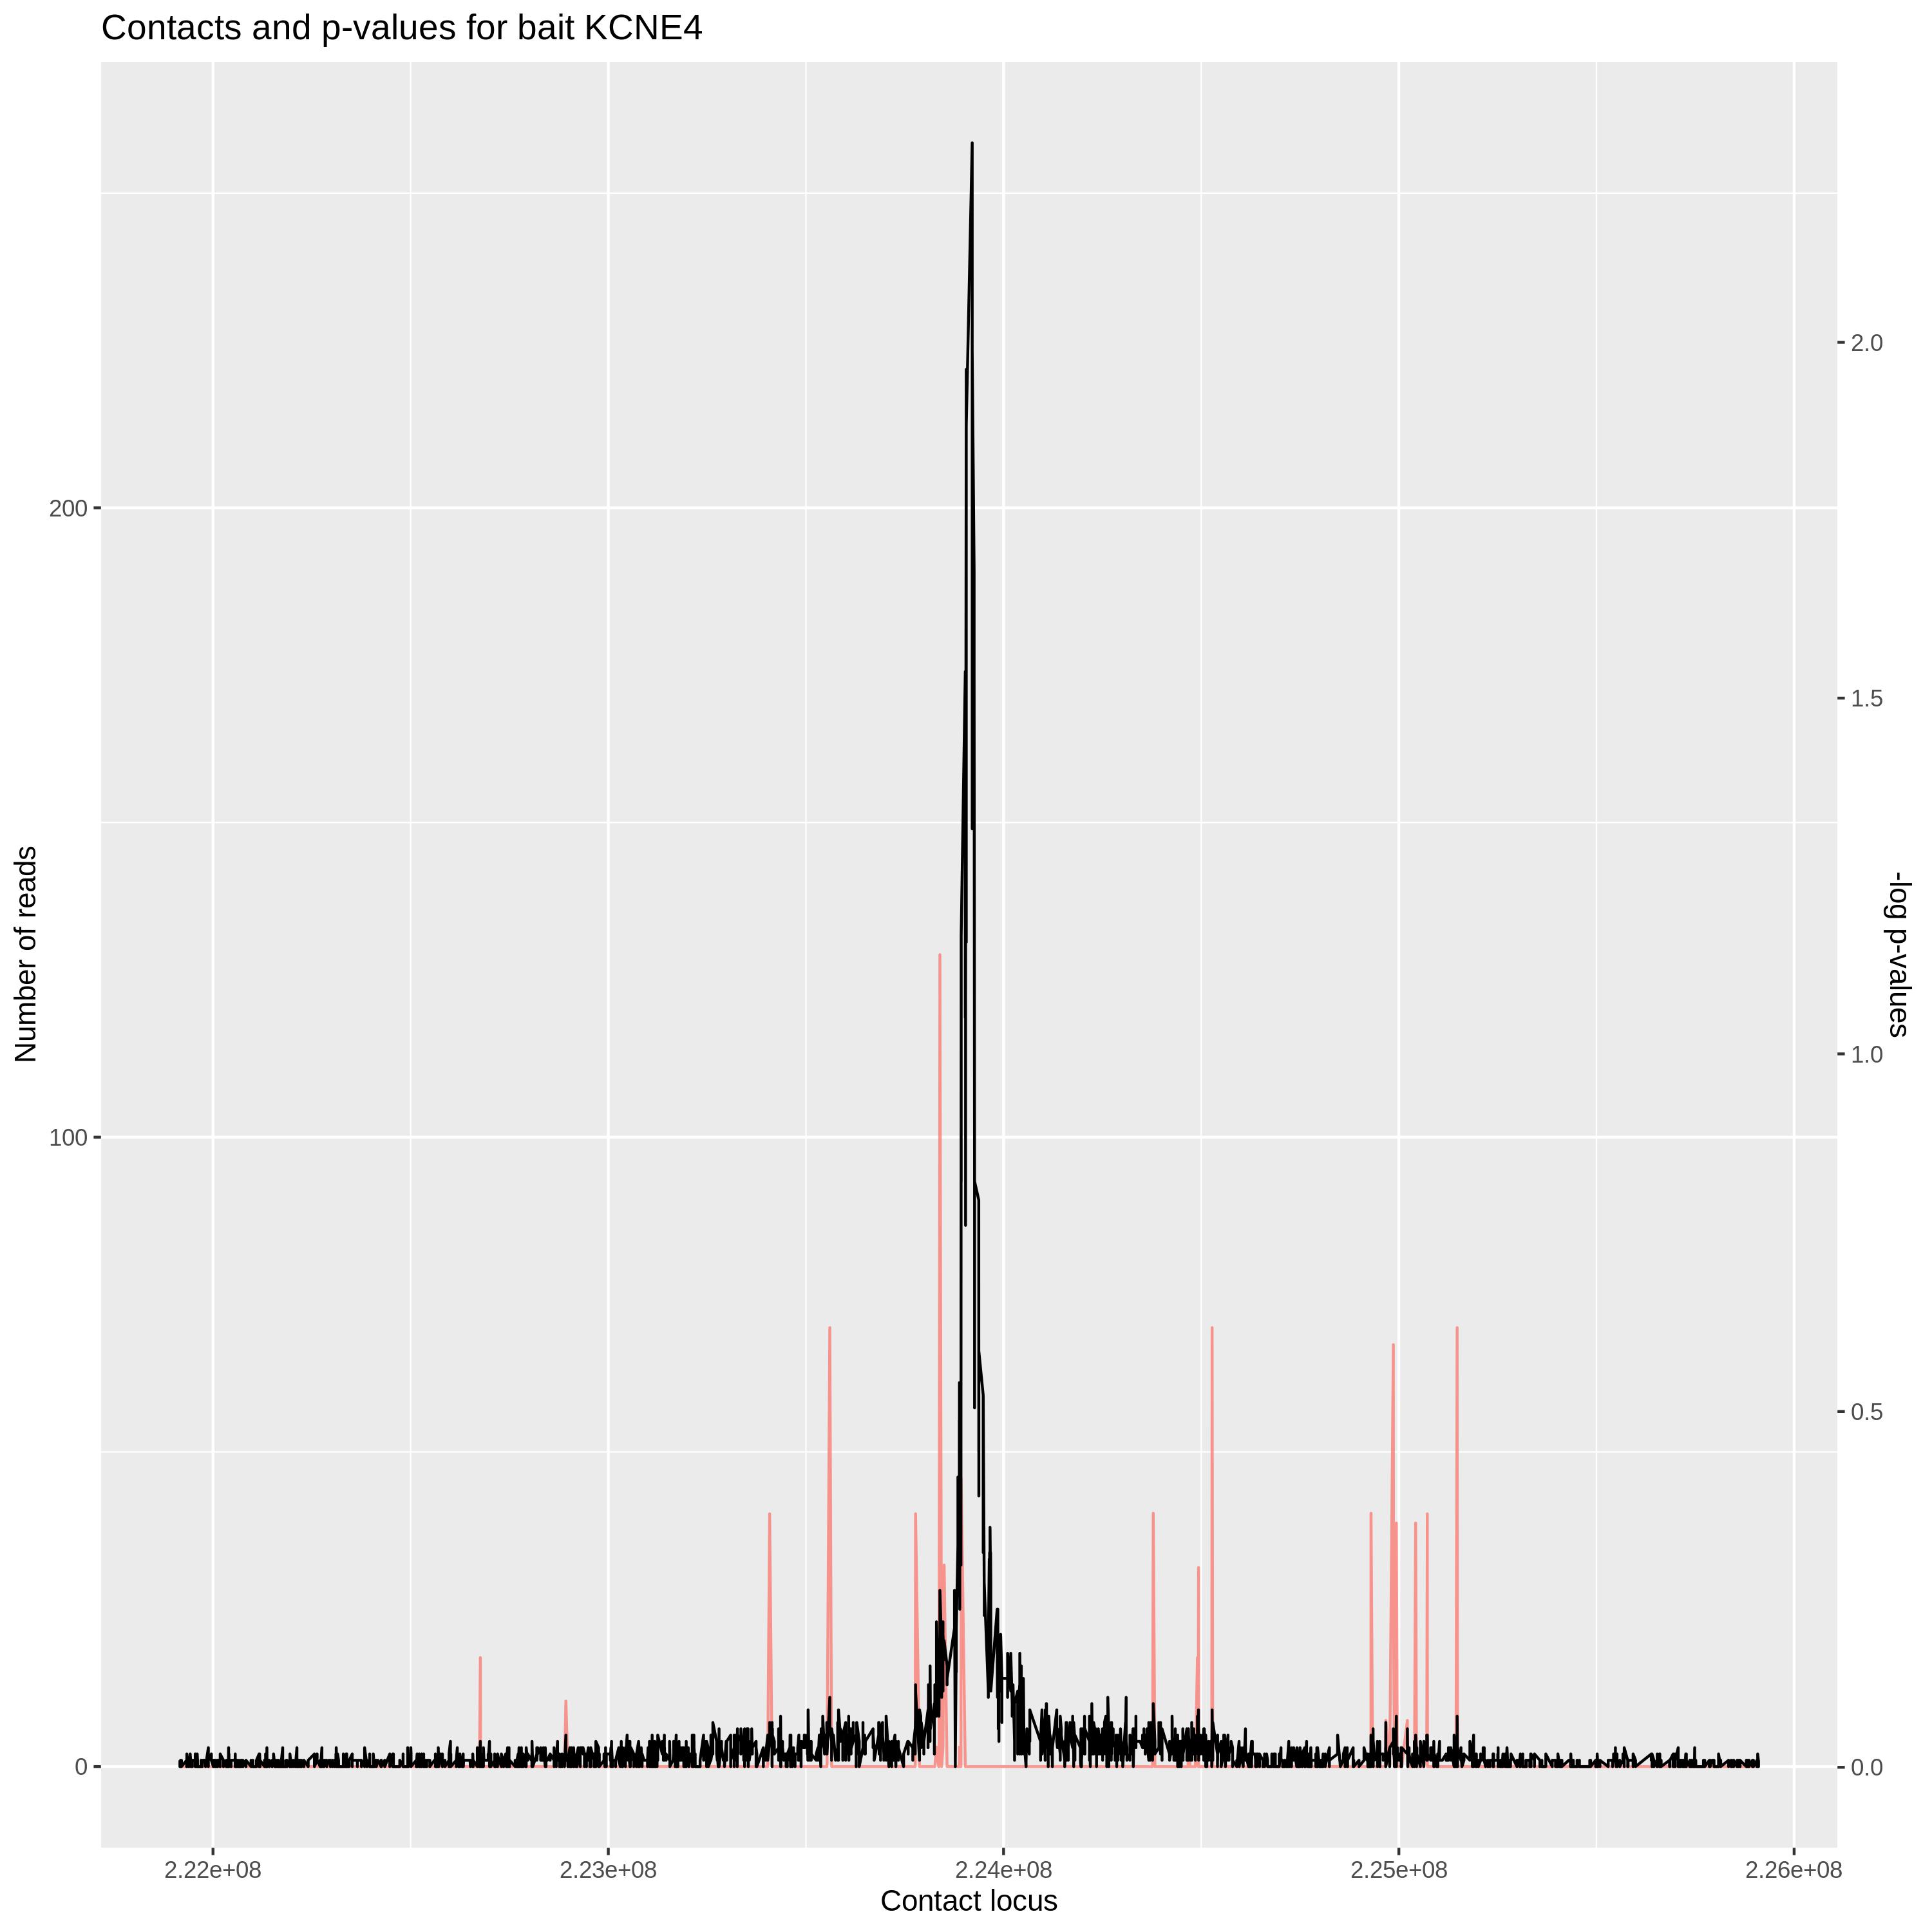 Contacts and p-values for bait KCNE4
Number of reads
200
100
0
2.0
1.5
1.0
0.5
0.0
-log p-values
2.22e+08
2.23e+08
2.24e+08
2.25e+08
2.26e+08
Contact locus